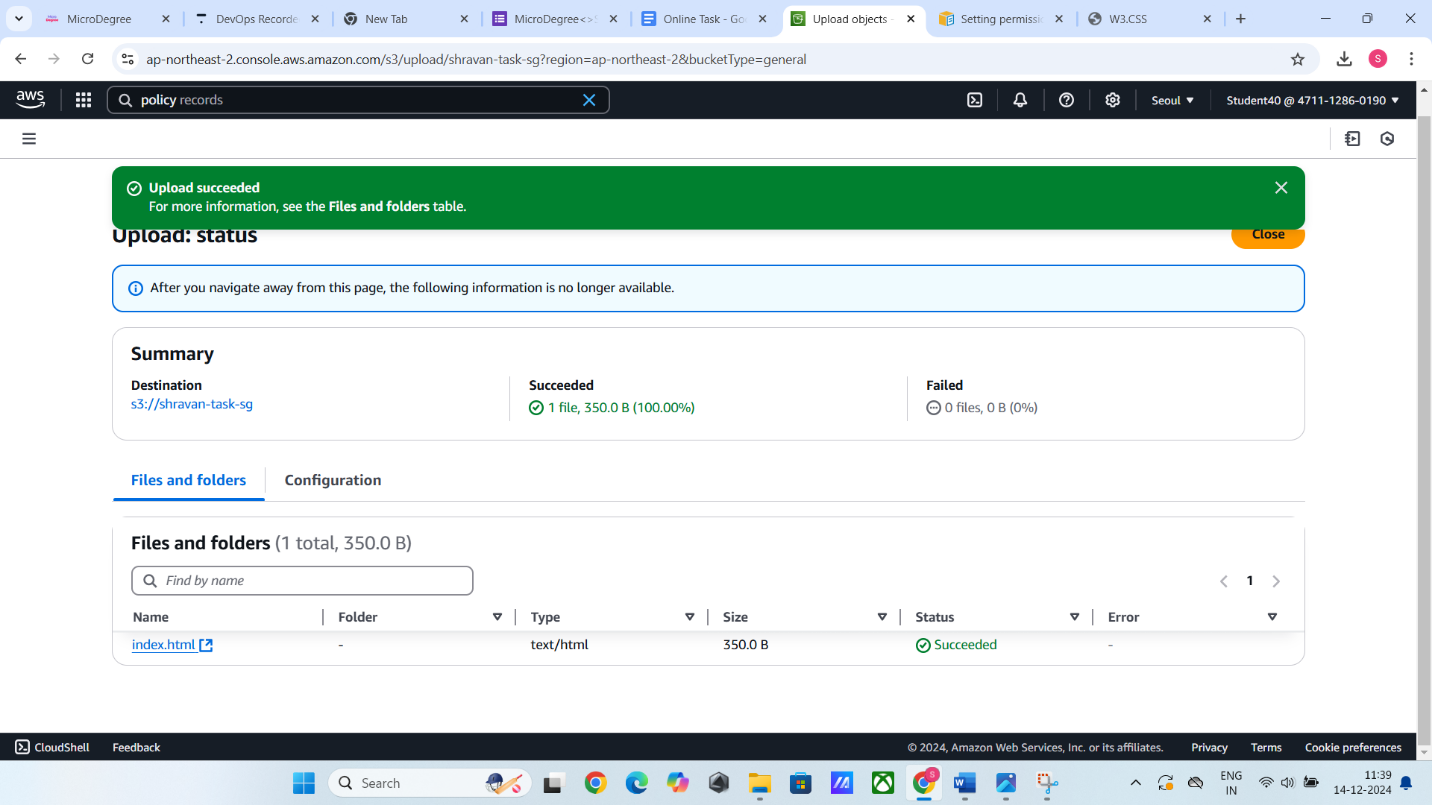 MicroDegree
DevOps Recorde
New Tab
MicroDegree<>S
Online Task - Goo
Upload objects -
Setting permissio
W3.CSS
ap-northeast-2.console.aws.amazon.com/s3/upload/shravan-task-sg?region=ap-northeast-2&bucketType=general
S
aws
policy records
Seoul
Student40 @ 4711-1286-0190
Upload succeeded
For more information, see the Files and folders table.
Upload: status
Close
After you navigate away from this page, the following information is no longer available.
Summary
Destination
s3://shravan-task-sg
Succeeded
1 file, 350.0 B (100.00%)
Failed
0 files, 0 B (0%)
Files and folders
Configuration
Files and folders (1 total, 350.0 B)
Find by name
1
Name
Folder
Type
Size
Status
Error
index.html
-
text/html
350.0 B
Succeeded
-
CloudShell
Feedback
© 2024, Amazon Web Services, Inc. or its affiliates.
Privacy
Terms
Cookie preferences
Search
S
ENG
IN
11:39
14-12-2024